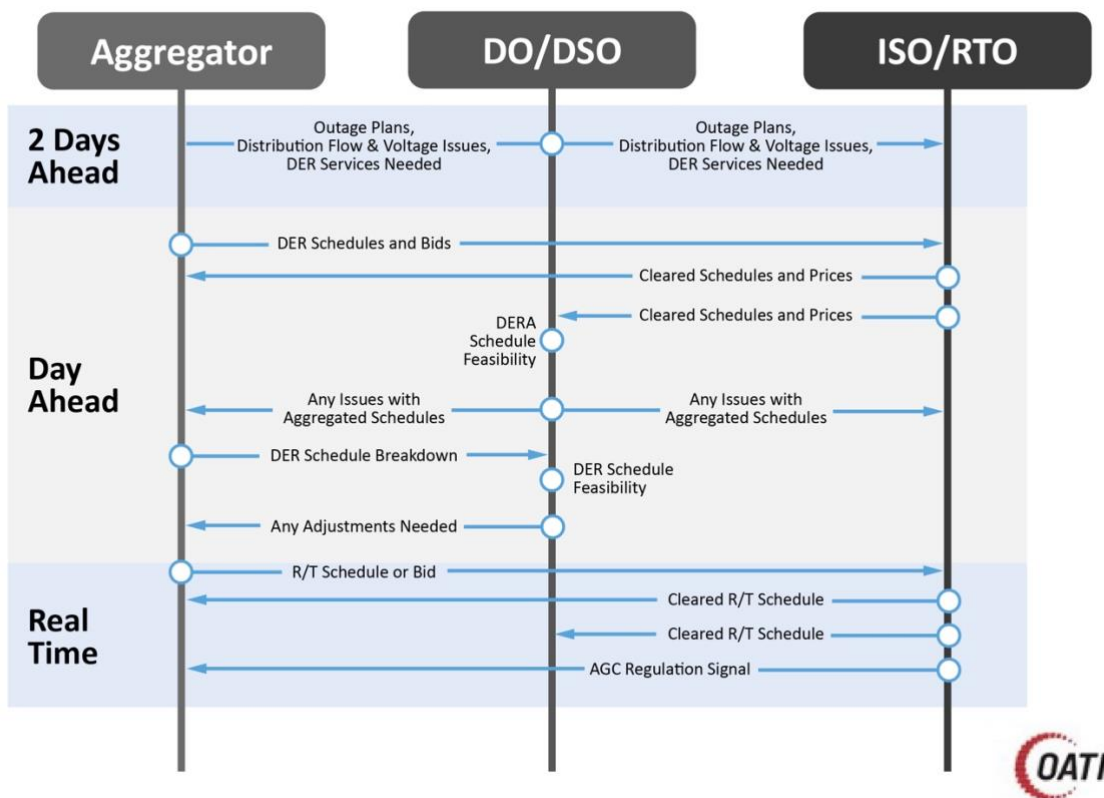 Aggregator
DO/DSO
ISO/RTO
2 Days
Ahead
Outage Plans,
Distribution Flow & Voltage Issues,
DER Services Needed
Outage Plans,
Distribution Flow & Voltage Issues,
DER Services Needed
Day
Ahead
DER Schedules and Bids
Cleared Schedules and Prices
Cleared Schedules and Prices
DERA
Schedule
Feasibility
Any Issues with
Aggregated Schedules
Any Issues with
Aggregated Schedules
DER Schedule Breakdown
DER Schedule
Feasibility
Any Adjustments Needed
Real
Time
R/T Schedule or Bid
Cleared R/T Schedule
Cleared R/T Schedule
AGC Regulation Signal
OATI